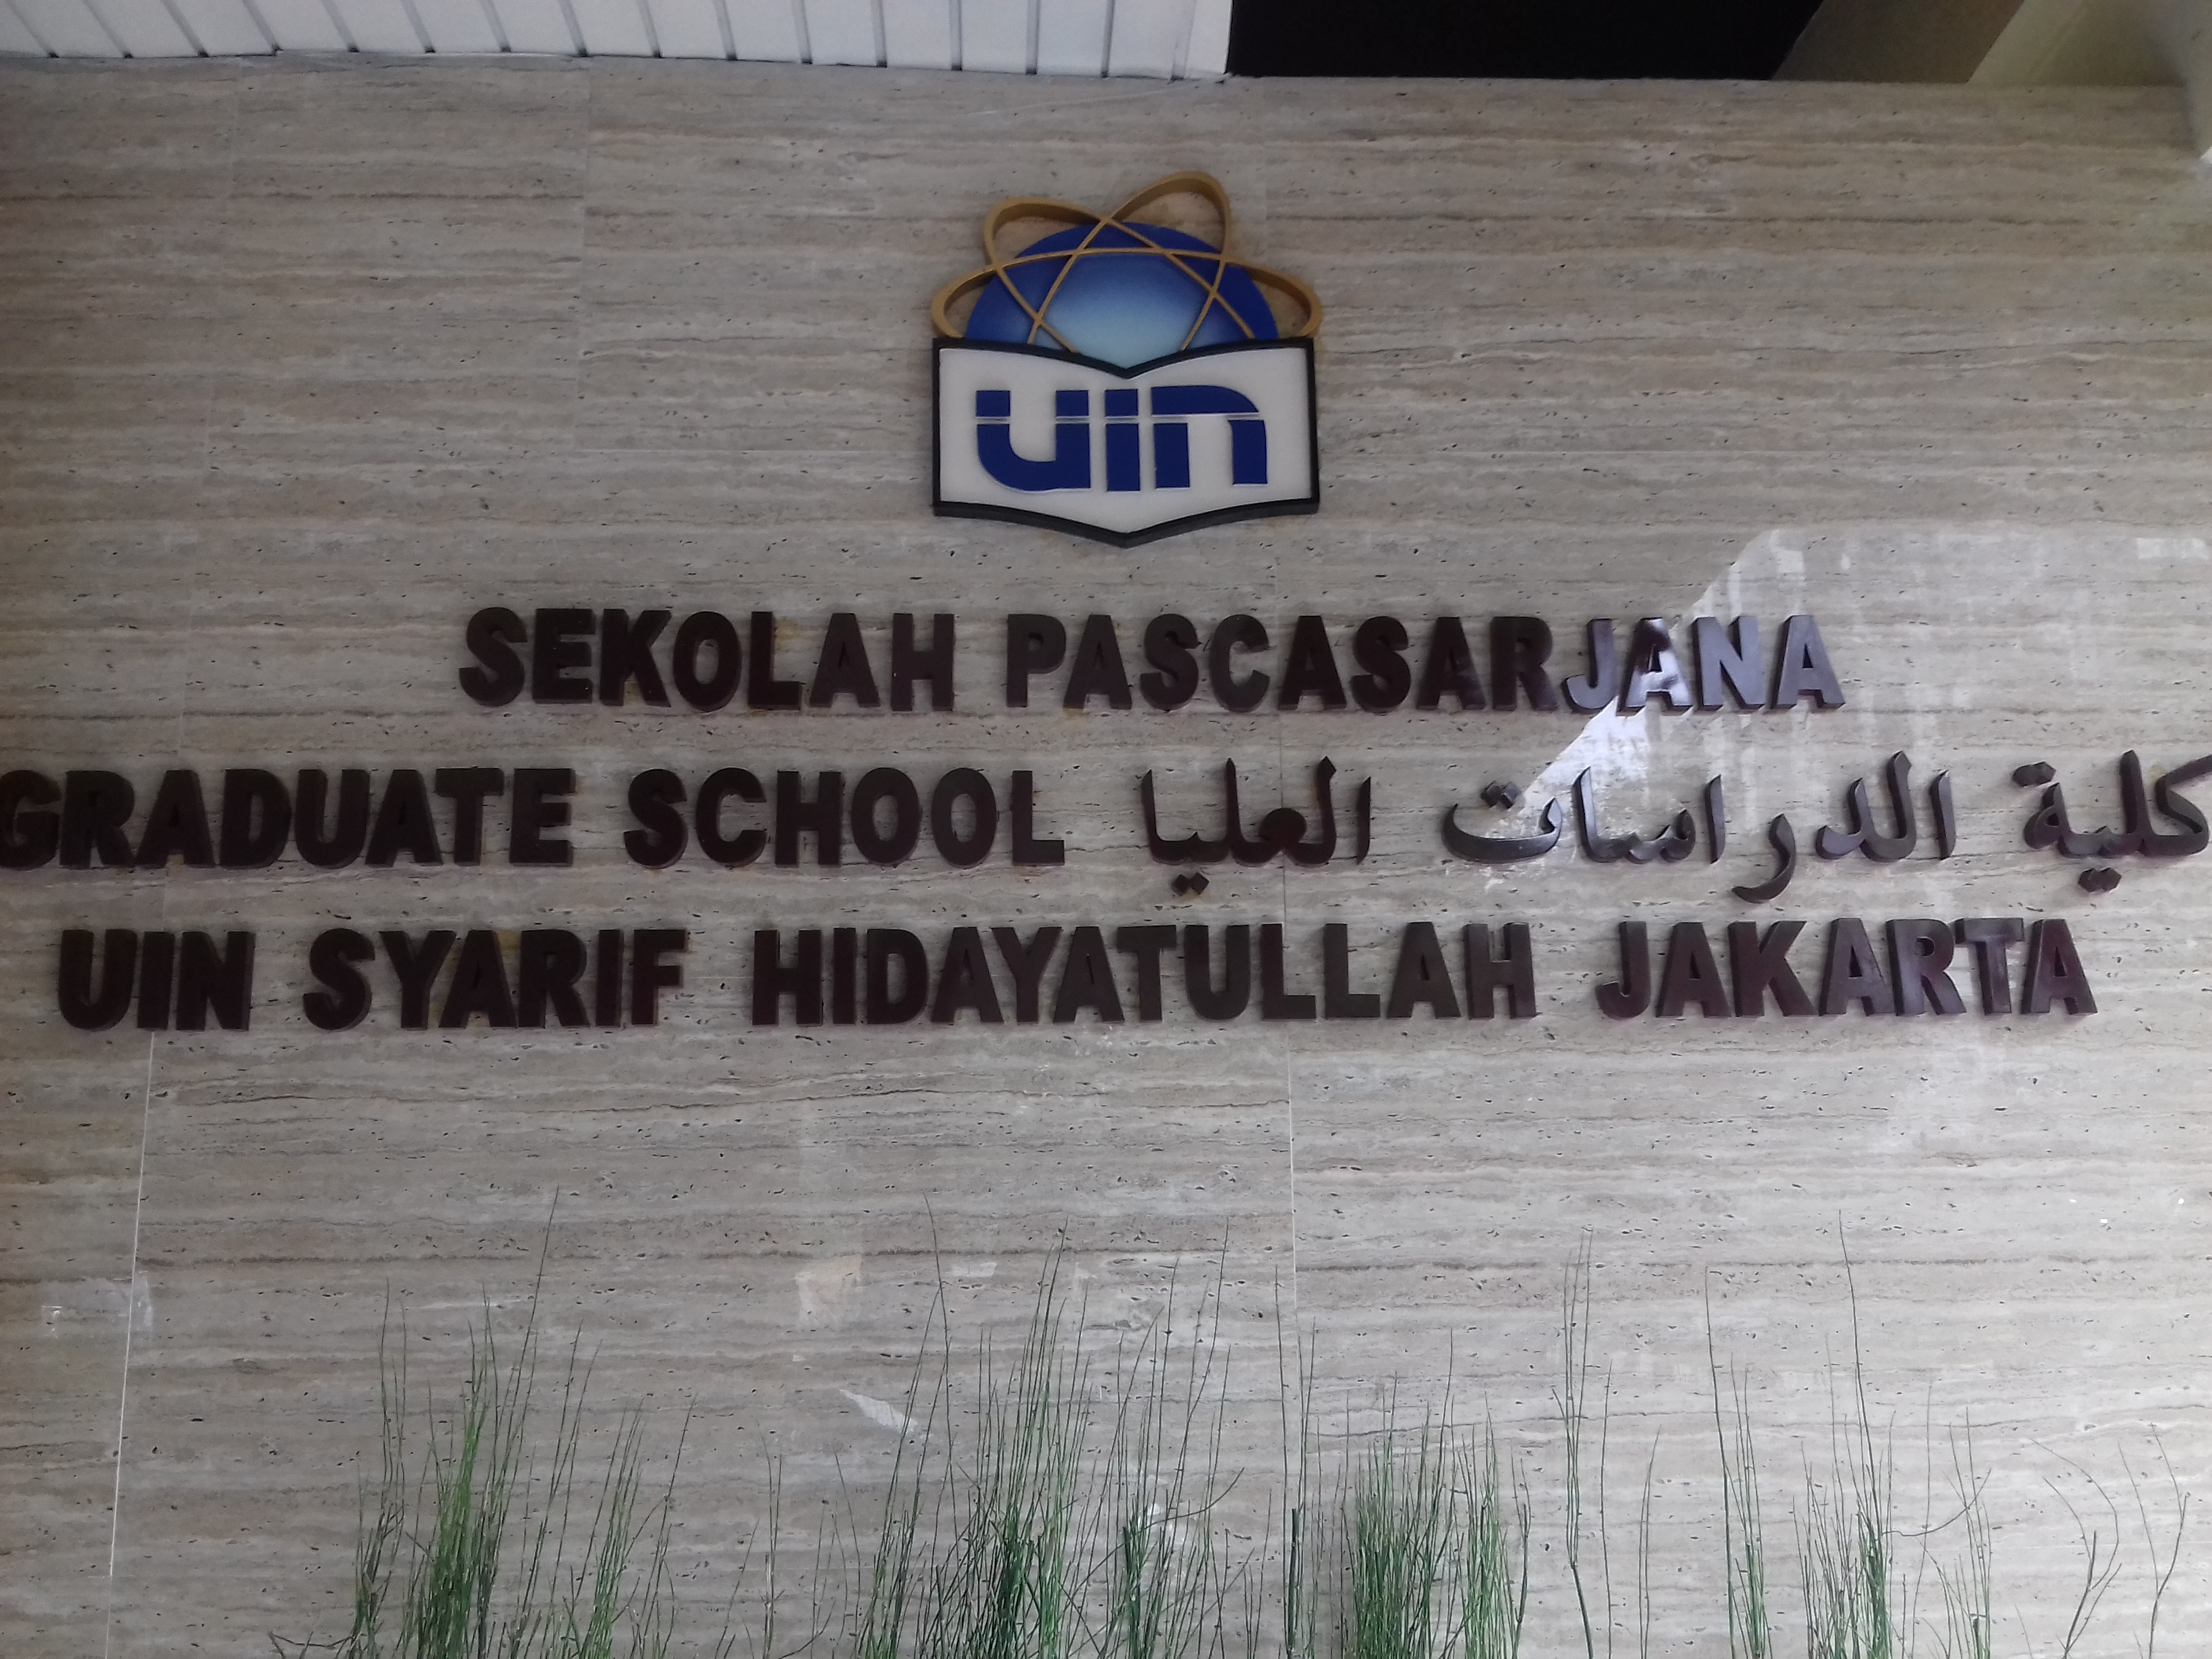 uin
SEKOLAH PASCASARJANA
GRADUATE SCHOOL كلية الدراسات العليا
UIN SYARIF HIDAYATULLAH JAKARTA